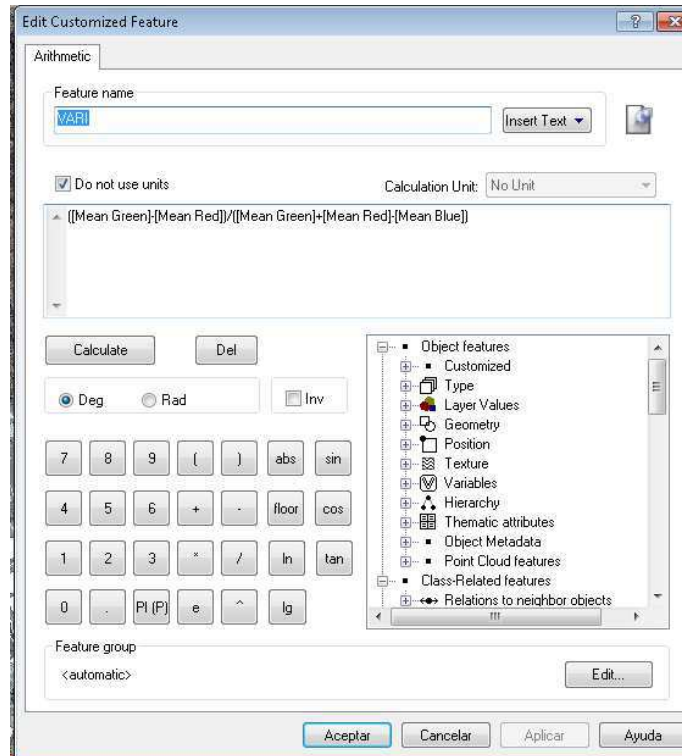 Edit Customized Feature
Arithmetic
Feature name
VARI
Insert Text
Do not use units
Calculation Unit: No Unit
([Mean Green]-[Mean Red])/([Mean Green]+[Mean Red]-[Mean Blue])
Calculate Del
Deg Rad Inv
7 8 9 ( ) abs sin
4 5 6 + - floor cos
1 2 3 * / ln tan
0 . PI (P) e ^ lg
Object features
Customized
Type
Layer Values
Geometry
Position
Texture
Variables
Hierarchy
Thematic attributes
Object Metadata
Point Cloud features
Class-Related features
Relations to neighbor objects
Feature group
<automatic>
Edit...
Aceptar Cancelar Aplicar Ayuda